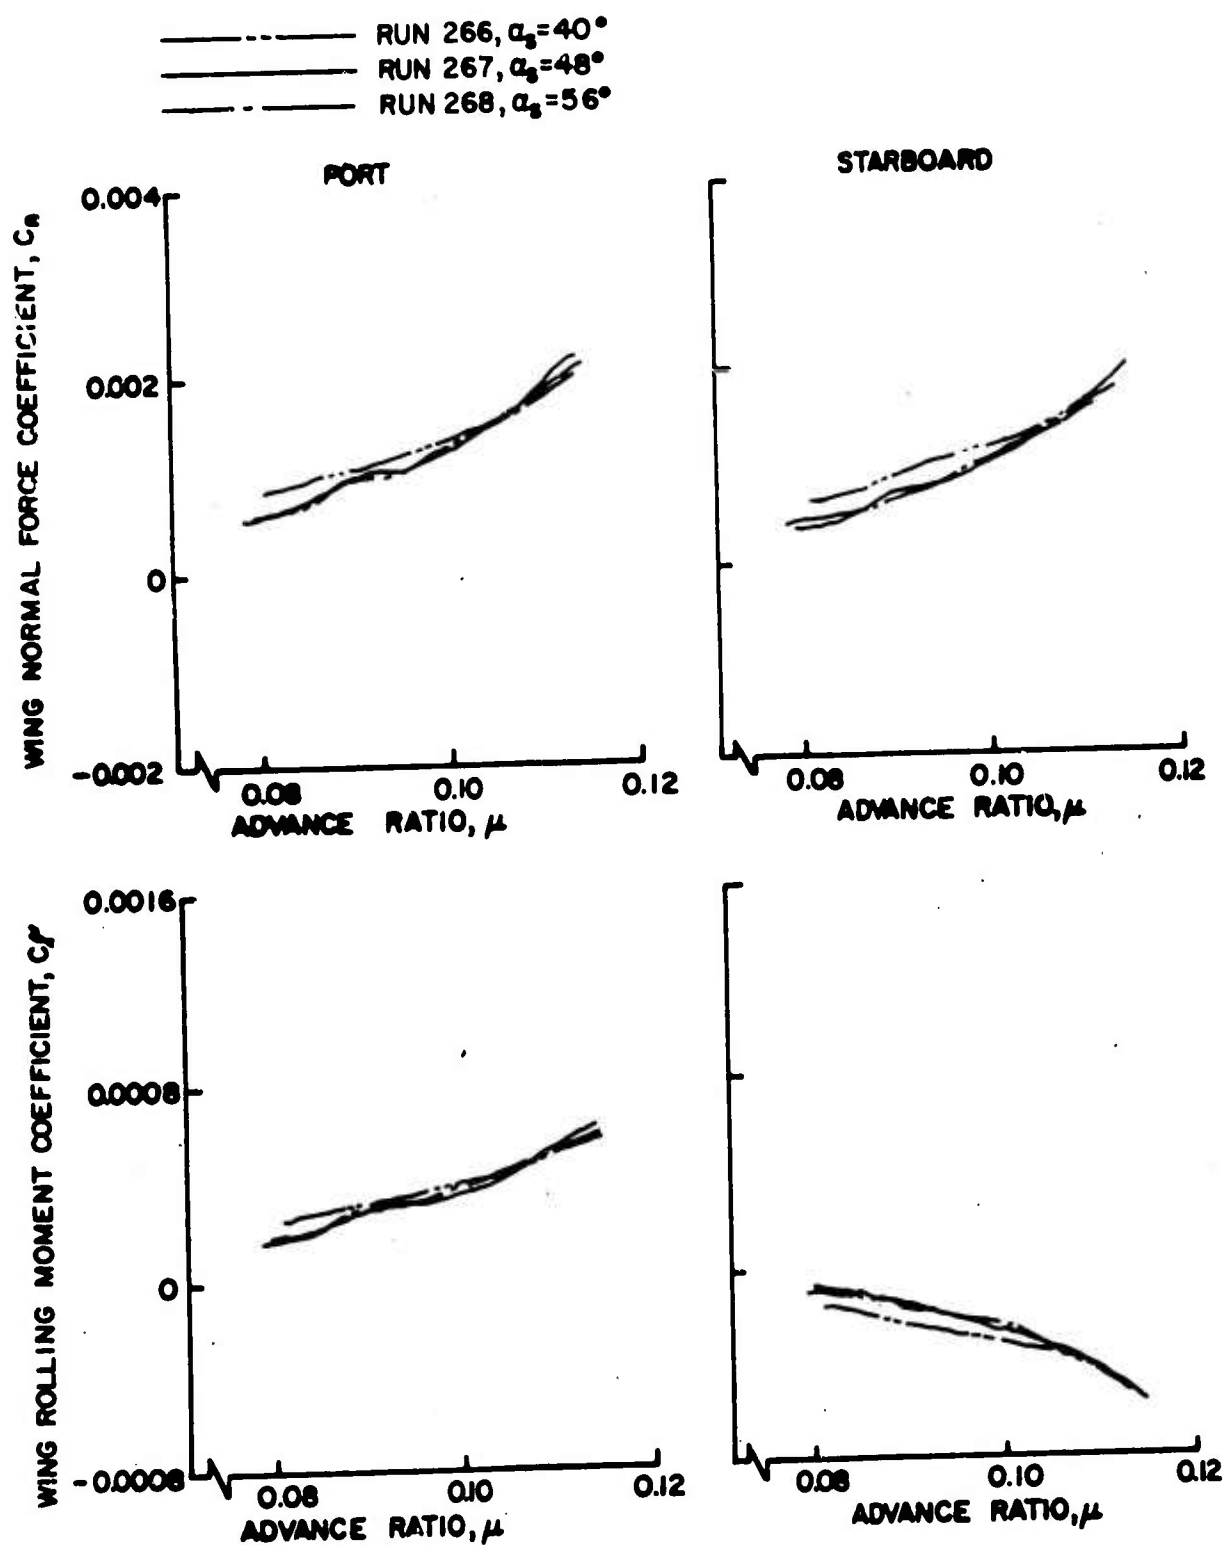 RUN 266, αs=40°
RUN 267, αs=48°
RUN 268, αs=56°
PORT
STARBOARD
WING NORMAL FORCE COEFFICIENT, Cn
0.004
0.002
0
-0.002
0.08
0.10
0.12
ADVANCE RATIO, μ
0.08
0.10
0.12
ADVANCE RATIO, μ
WING ROLLING MOMENT COEFFICIENT, Cℓ
0.0016
0.0008
0
-0.0008
0.08
0.10
0.12
ADVANCE RATIO, μ
0.08
0.10
0.12
ADVANCE RATIO, μ